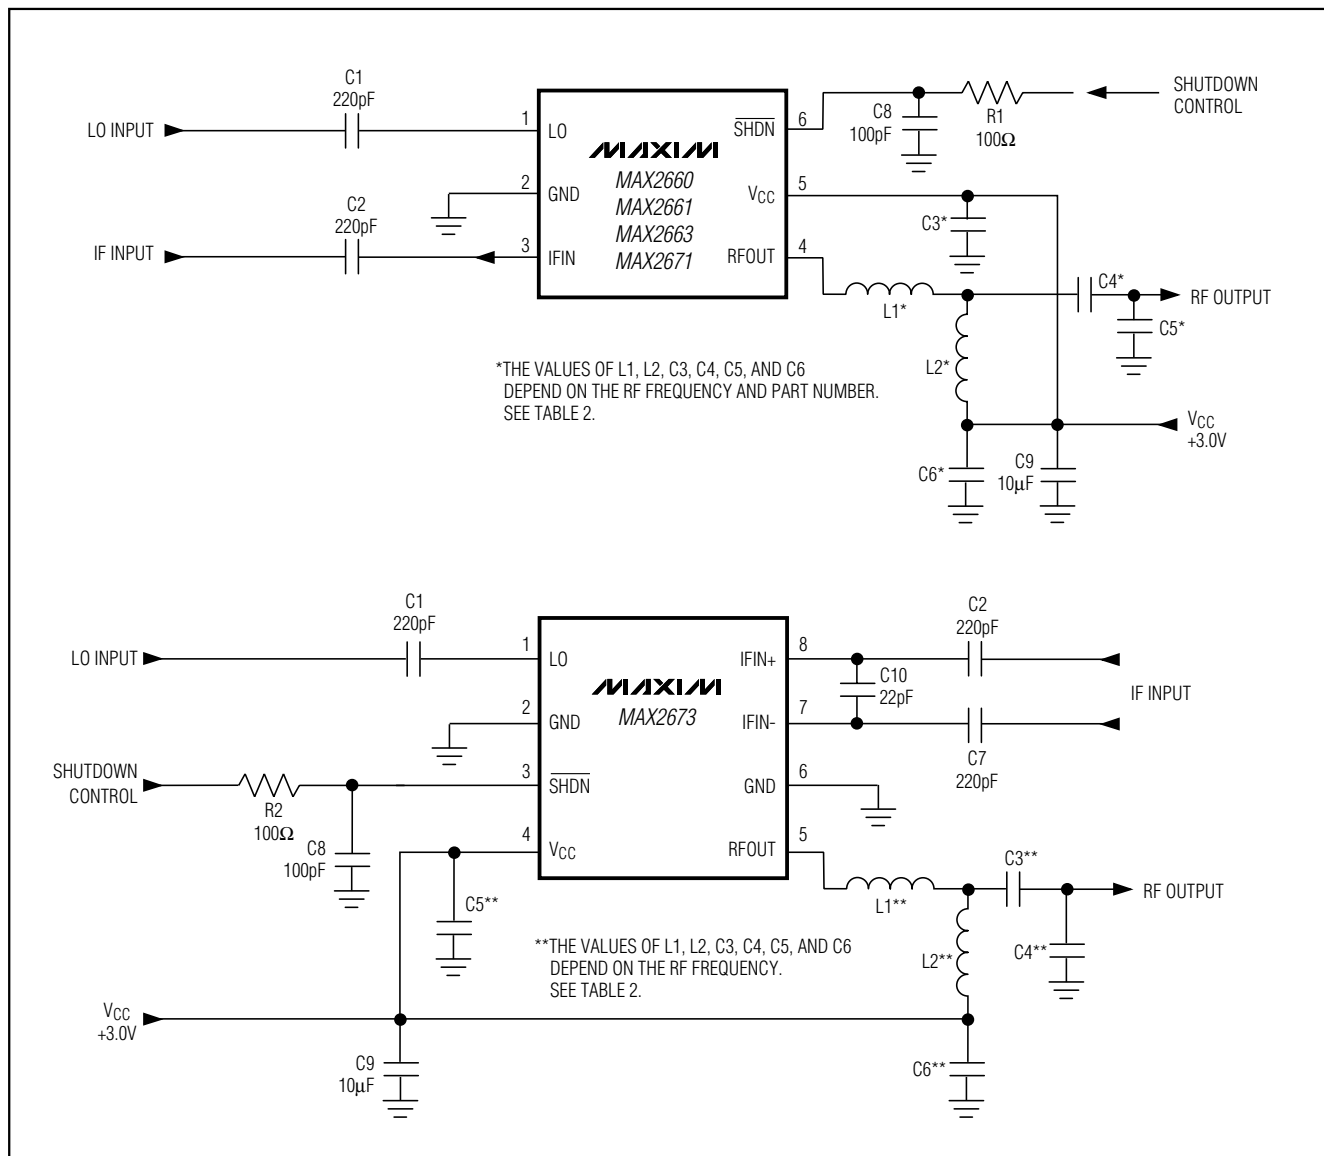 C1
220pF
LO INPUT
1
LO
2
GND
C2
220pF
IF INPUT
3
IFIN
MAXIM
MAX2660
MAX2661
MAX2663
MAX2671
SHDN
6
VCC
5
RFOUT
4
C8
100pF
R1
100Ω
SHUTDOWN
CONTROL
C3*
L1*
C4*
RF OUTPUT
C5*
L2*
*THE VALUES OF L1, L2, C3, C4, C5, AND C6
DEPEND ON THE RF FREQUENCY AND PART NUMBER.
SEE TABLE 2.
VCC
+3.0V
C6*
C9
10µF
C1
220pF
LO INPUT
1
LO
2
GND
SHUTDOWN
CONTROL
R2
100Ω
3
SHDN
C8
100pF
4
VCC
MAXIM
MAX2673
IFIN+
8
IFIN-
7
GND
6
RFOUT
5
C2
220pF
C10
22pF
IF INPUT
C7
220pF
C5**
L1**
C3**
RF OUTPUT
L2**
C4**
**THE VALUES OF L1, L2, C3, C4, C5, AND C6
DEPEND ON THE RF FREQUENCY.
SEE TABLE 2.
VCC
+3.0V
C9
10µF
C6**